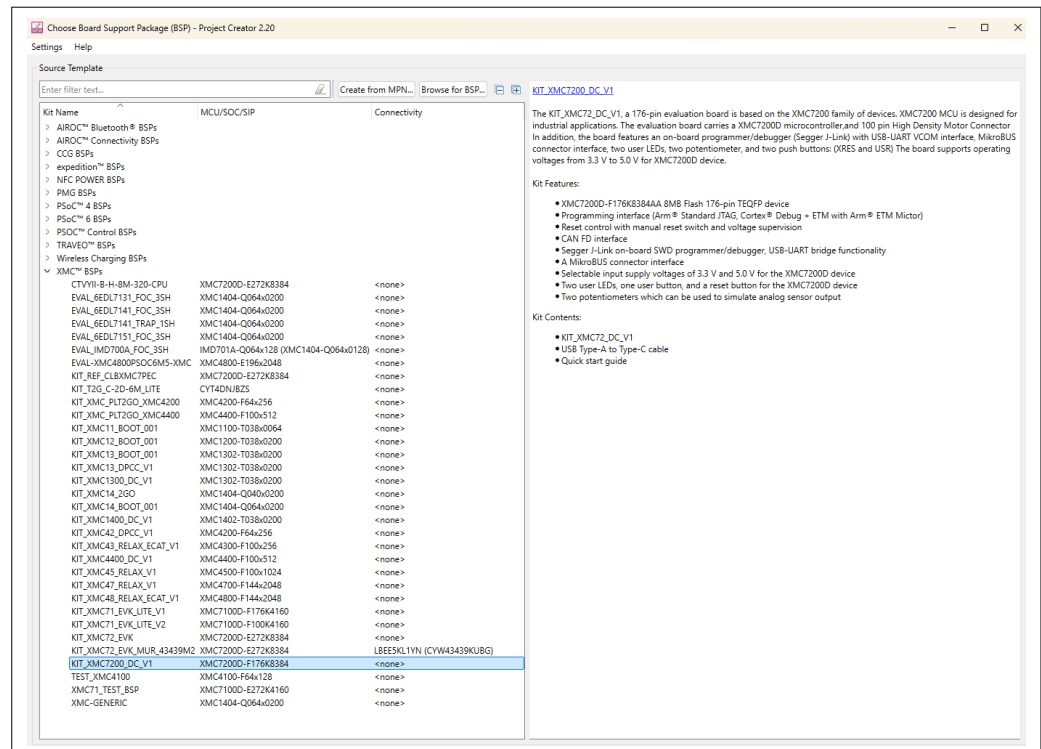 Choose Board Support Package (BSP) - Project Creator 2.20
Settings Help
Source Template
Enter filter text...
Create from MPN... Browse for BSP...
Kit Name MCU/SOC/SIP Connectivity
AIROC™ Bluetooth® BSPs
AIROC™ Connectivity BSPs
CCG BSPs
expedition™ BSPs
NFC POWER BSPs
PMG BSPs
PSoC™ 4 BSPs
PSoC™ 6 BSPs
PSOC™ Control BSPs
TRAVEO™ BSPs
Wireless Charging BSPs
XMC™ BSPs
CTVYII-B-H-8M-320-CPU XMC7200D-E272K8384 <none>
EVAL_6EDL7131_FOC_3SH XMC1404-Q064x0200 <none>
EVAL_6EDL7141_FOC_3SH XMC1404-Q064x0200 <none>
EVAL_6EDL7141_TRAP_1SH XMC1404-Q064x0200 <none>
EVAL_6EDL7151_FOC_3SH XMC1404-Q064x0200 <none>
EVAL_IMD700A_FOC_3SH IMD701A-Q064x128 (XMC1404-Q064x0128) <none>
EVAL-XMC4800PSOC6M5-XMC XMC4800-E196x2048 <none>
KIT_REF_CLBXMC7PEC XMC7200D-E272K8384 <none>
KIT_T2G_C-2D-6M_LITE CYT4DNJBZS <none>
KIT_XMC_PLT2GO_XMC4200 XMC4200-F64x256 <none>
KIT_XMC_PLT2GO_XMC4400 XMC4400-F100x512 <none>
KIT_XMC11_BOOT_001 XMC1100-T038x0064 <none>
KIT_XMC12_BOOT_001 XMC1200-T038x0200 <none>
KIT_XMC13_BOOT_001 XMC1302-T038x0200 <none>
KIT_XMC13_DPCC_V1 XMC1302-T038x0200 <none>
KIT_XMC1300_DC_V1 XMC1302-T038x0200 <none>
KIT_XMC14_2GO XMC1404-Q040x0200 <none>
KIT_XMC14_BOOT_001 XMC1404-Q064x0200 <none>
KIT_XMC1400_DC_V1 XMC1402-T038x0200 <none>
KIT_XMC42_DPCC_V1 XMC4200-F64x256 <none>
KIT_XMC43_RELAX_ECAT_V1 XMC4300-F100x256 <none>
KIT_XMC4400_DC_V1 XMC4400-F100x512 <none>
KIT_XMC45_RELAX_V1 XMC4500-F100x1024 <none>
KIT_XMC47_RELAX_V1 XMC4700-F144x2048 <none>
KIT_XMC48_RELAX_ECAT_V1 XMC4800-F144x2048 <none>
KIT_XMC71_EVK_LITE_V1 XMC7100D-F176K4160 <none>
KIT_XMC71_EVK_LITE_V2 XMC7100D-F100K4160 <none>
KIT_XMC72_EVK XMC7200D-E272K8384 <none>
KIT_XMC72_EVK_MUR_43439M2 XMC7200D-E272K8384 LBEE5KL1YN (CYW43439KUBG)
KIT_XMC7200_DC_V1 XMC7200D-F176K8384 <none>
TEST_XMC4100 XMC4100-F64x128 <none>
XMC71_TEST_BSP XMC7100D-E272K4160 <none>
XMC-GENERIC XMC1404-Q064x0200 <none>
KIT_XMC7200_DC_V1
The KIT_XMC72_DC_V1, a 176-pin evaluation board is based on the XMC7200 family of devices. XMC7200 MCU is designed for
industrial applications. The evaluation board carries a XMC7200D microcontroller,and 100 pin High Density Motor Connector
In addition, the board features an on-board programmer/debugger (Segger J-Link) with USB-UART VCOM interface, MikroBUS
connector interface, two user LEDs, two potentiometer, and two push buttons: (XRES and USR) The board supports operating
voltages from 3.3 V to 5.0 V for XMC7200D device.
Kit Features:
● XMC7200D-F176K8384AA 8MB Flash 176-pin TEQFP device
● Programming interface (Arm® Standard JTAG, Cortex® Debug + ETM with Arm® ETM Mictor)
● Reset control with manual reset switch and voltage supervision
● CAN FD interface
● Segger J-Link on-board SWD programmer/debugger, USB-UART bridge functionality
● A MikroBUS connector interface
● Selectable input supply voltages of 3.3 V and 5.0 V for the XMC7200D device
● Two user LEDs, one user button, and a reset button for the XMC7200D device
● Two potentiometers which can be used to simulate analog sensor output
Kit Contents:
● KIT_XMC72_DC_V1
● USB Type-A to Type-C cable
● Quick start guide